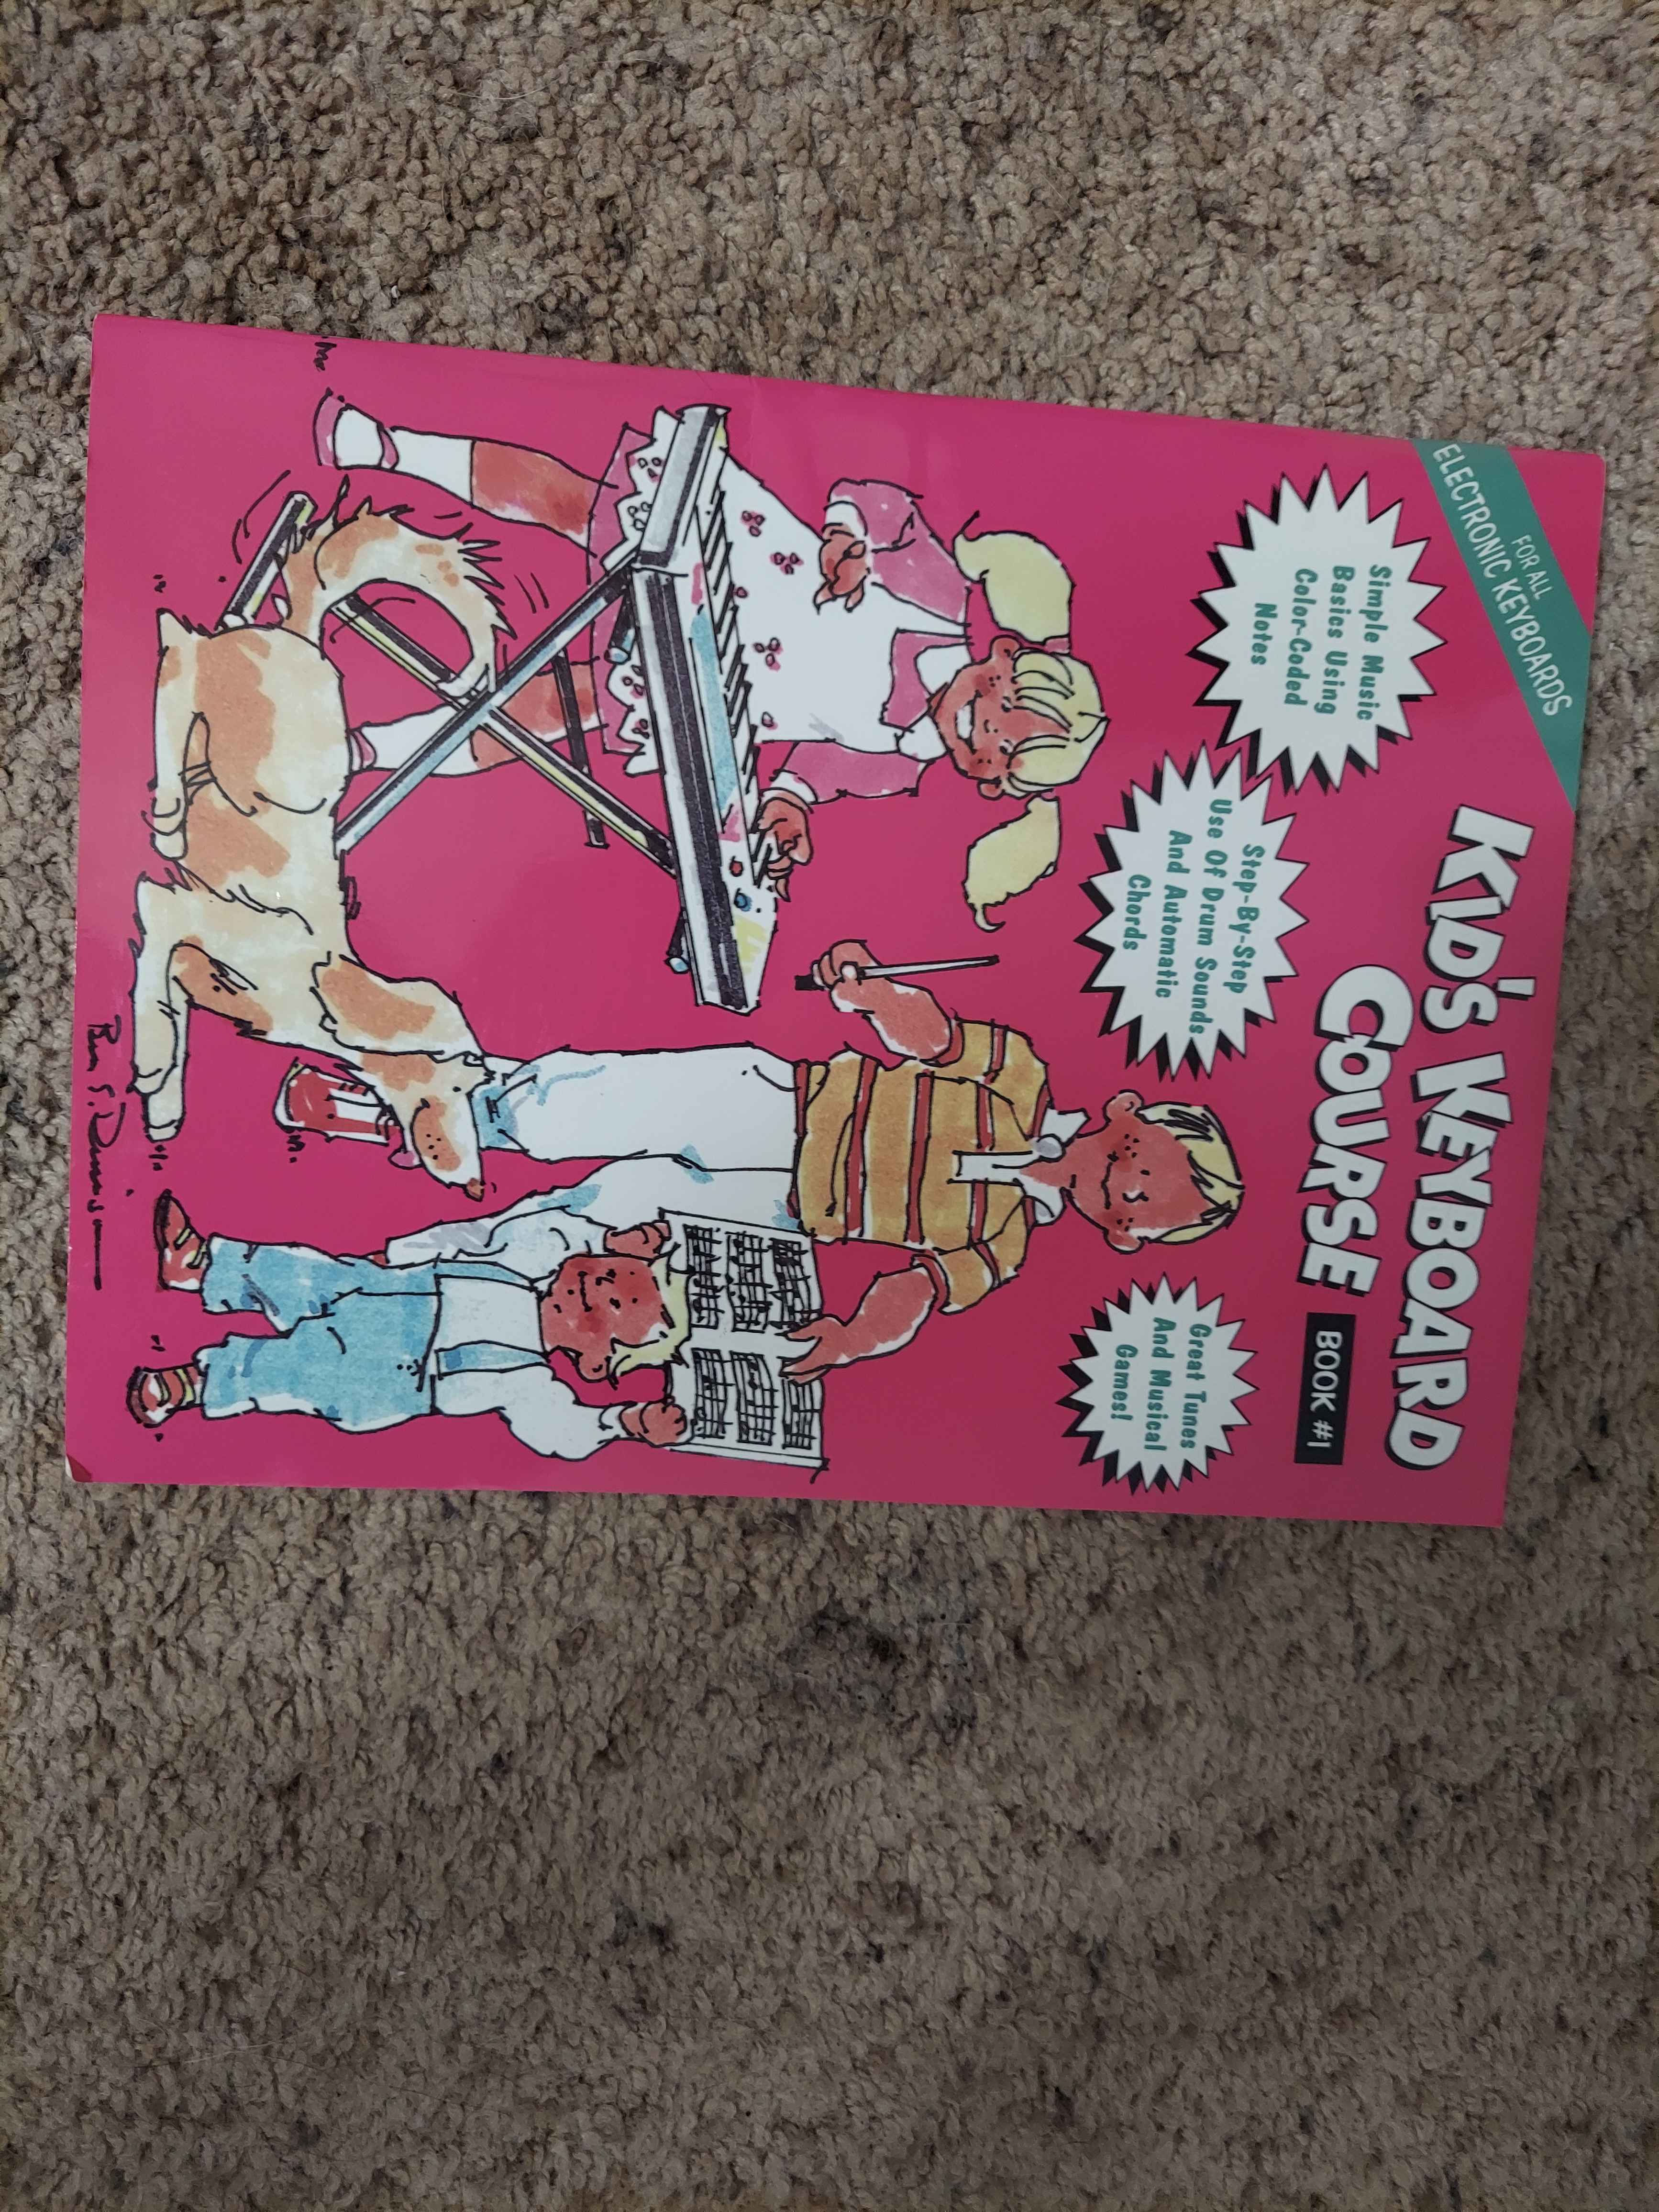 FOR ALL
ELECTRONIC KEYBOARDS
KID'S KEYBOARD
COURSE
BOOK #1
Simple Music
Basics Using
Color-Coded
Notes
Step-By-Step
Use Of Drum Sounds
And Automatic
Chords
Great Tunes
And Musical
Games!